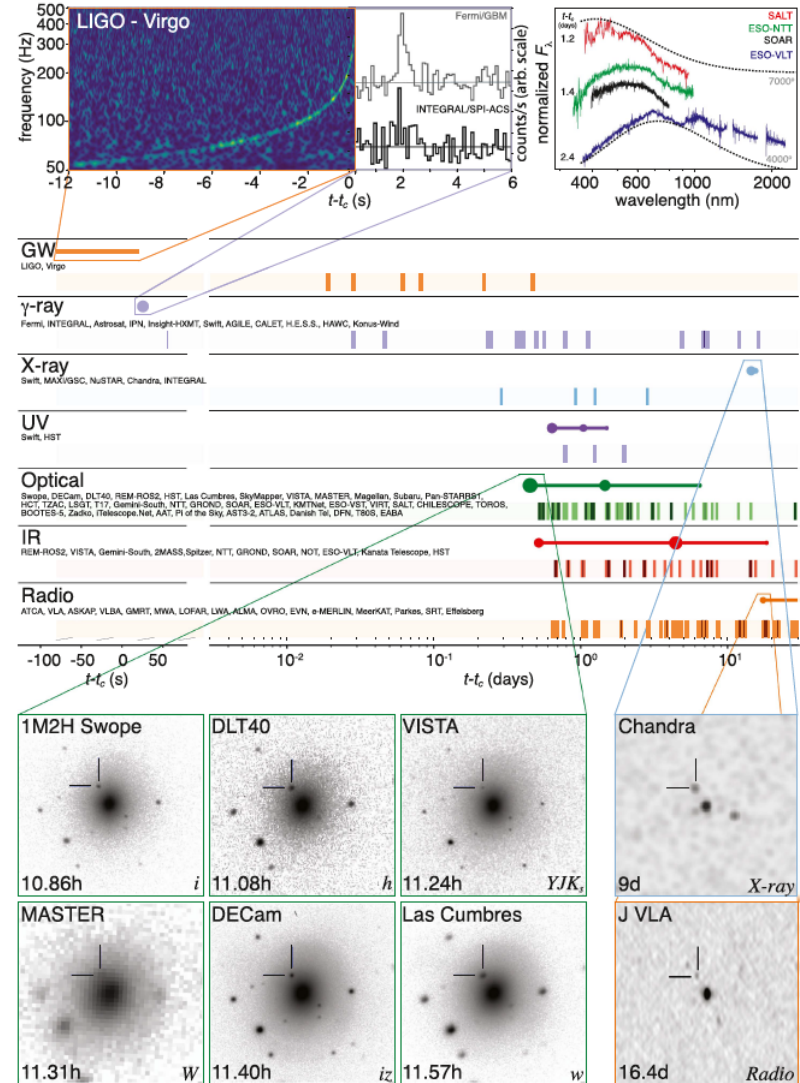 LIGO - Virgo
frequency (Hz)
500
400
300
200
100
50
-12 -10 -8 -6 -4 -2 0 2 4 6
t-tc (s)
Fermi/GBM
INTEGRAL/SPI-ACS
counts/s (arb. scale)
normalized Fλ
t-tc
(days)
1.2
1.4
2.4
SALT
ESO-NTT
SOAR
ESO-VLT
7000°
4000°
400 600 1000 2000
wavelength (nm)
GW
LIGO, Virgo
γ-ray
Fermi, INTEGRAL, Astrosat, IPN, Insight-HXMT, Swift, AGILE, CALET, H.E.S.S., HAWC, Konus-Wind
X-ray
Swift, MAXI/GSC, NuSTAR, Chandra, INTEGRAL
UV
Swift, HST
Optical
Swope, DECam, DLT40, REM-ROS2, HST, Las Cumbres, SkyMapper, VISTA, MASTER, Magellan, Subaru, Pan-STARRS1,
HCT, TZAC, LSGT, T17, Gemini-South, NTT, GROND, SOAR, ESO-VLT, KMTNet, ESO-VST, VIRT, SALT, CHILESCOPE, TOROS,
BOOTES-5, Zadko, iTelescope.Net, AAT, Pi of the Sky, AST3-2, ATLAS, Danish Tel, DFN, T80S, EABA
IR
REM-ROS2, VISTA, Gemini-South, 2MASS,Spitzer, NTT, GROND, SOAR, NOT, ESO-VLT, Kanata Telescope, HST
Radio
ATCA, VLA, ASKAP, VLBA, GMRT, MWA, LOFAR, LWA, ALMA, OVRO, EVN, e-MERLIN, MeerKAT, Parkes, SRT, Effelsberg
-100 -50 0 50
t-tc (s)
10-2 10-1 100 101
t-tc (days)
1M2H Swope
10.86h i
DLT40
11.08h h
VISTA
11.24h YJKs
Chandra
9d X-ray
MASTER
11.31h W
DECam
11.40h iz
Las Cumbres
11.57h w
J VLA
16.4d Radio